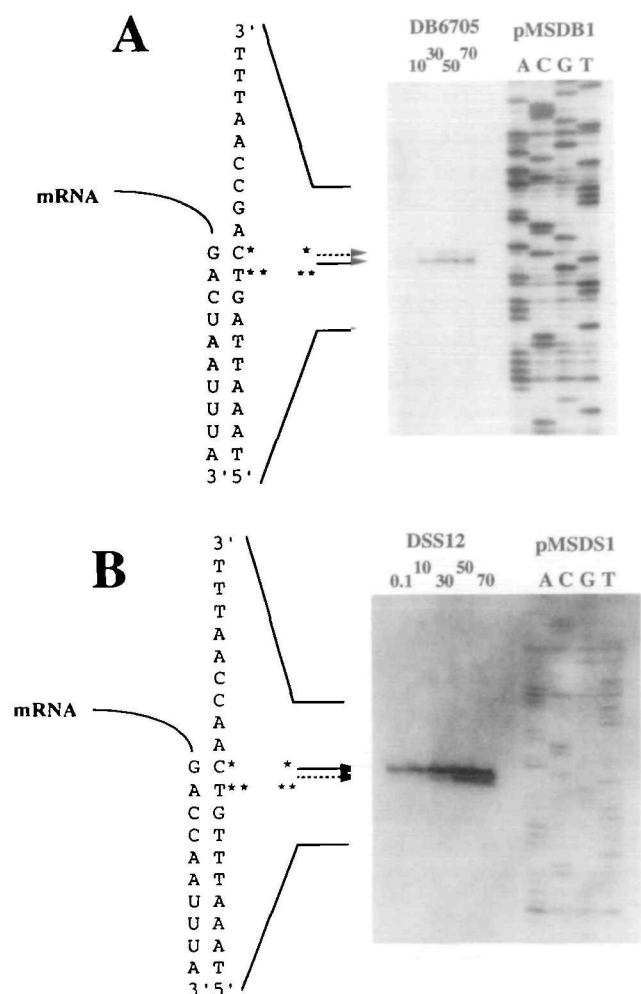 A
DB6705 pMSDB1
10 30 50 70
A C G T
3'
T
T
T
A
A
C
C
G
A
mRNA
G C* *
A T** **
C G
U A
A T
A T
U A
U A
U A
A T
3'5'
B
DSS12 pMSDS1
0.1 10 30 50 70
A C G T
3'
T
T
T
A
A
C
C
A
A
mRNA
G C* *
A T** **
C G
C T
A T
A T
U A
U A
U A
A T
3'5'